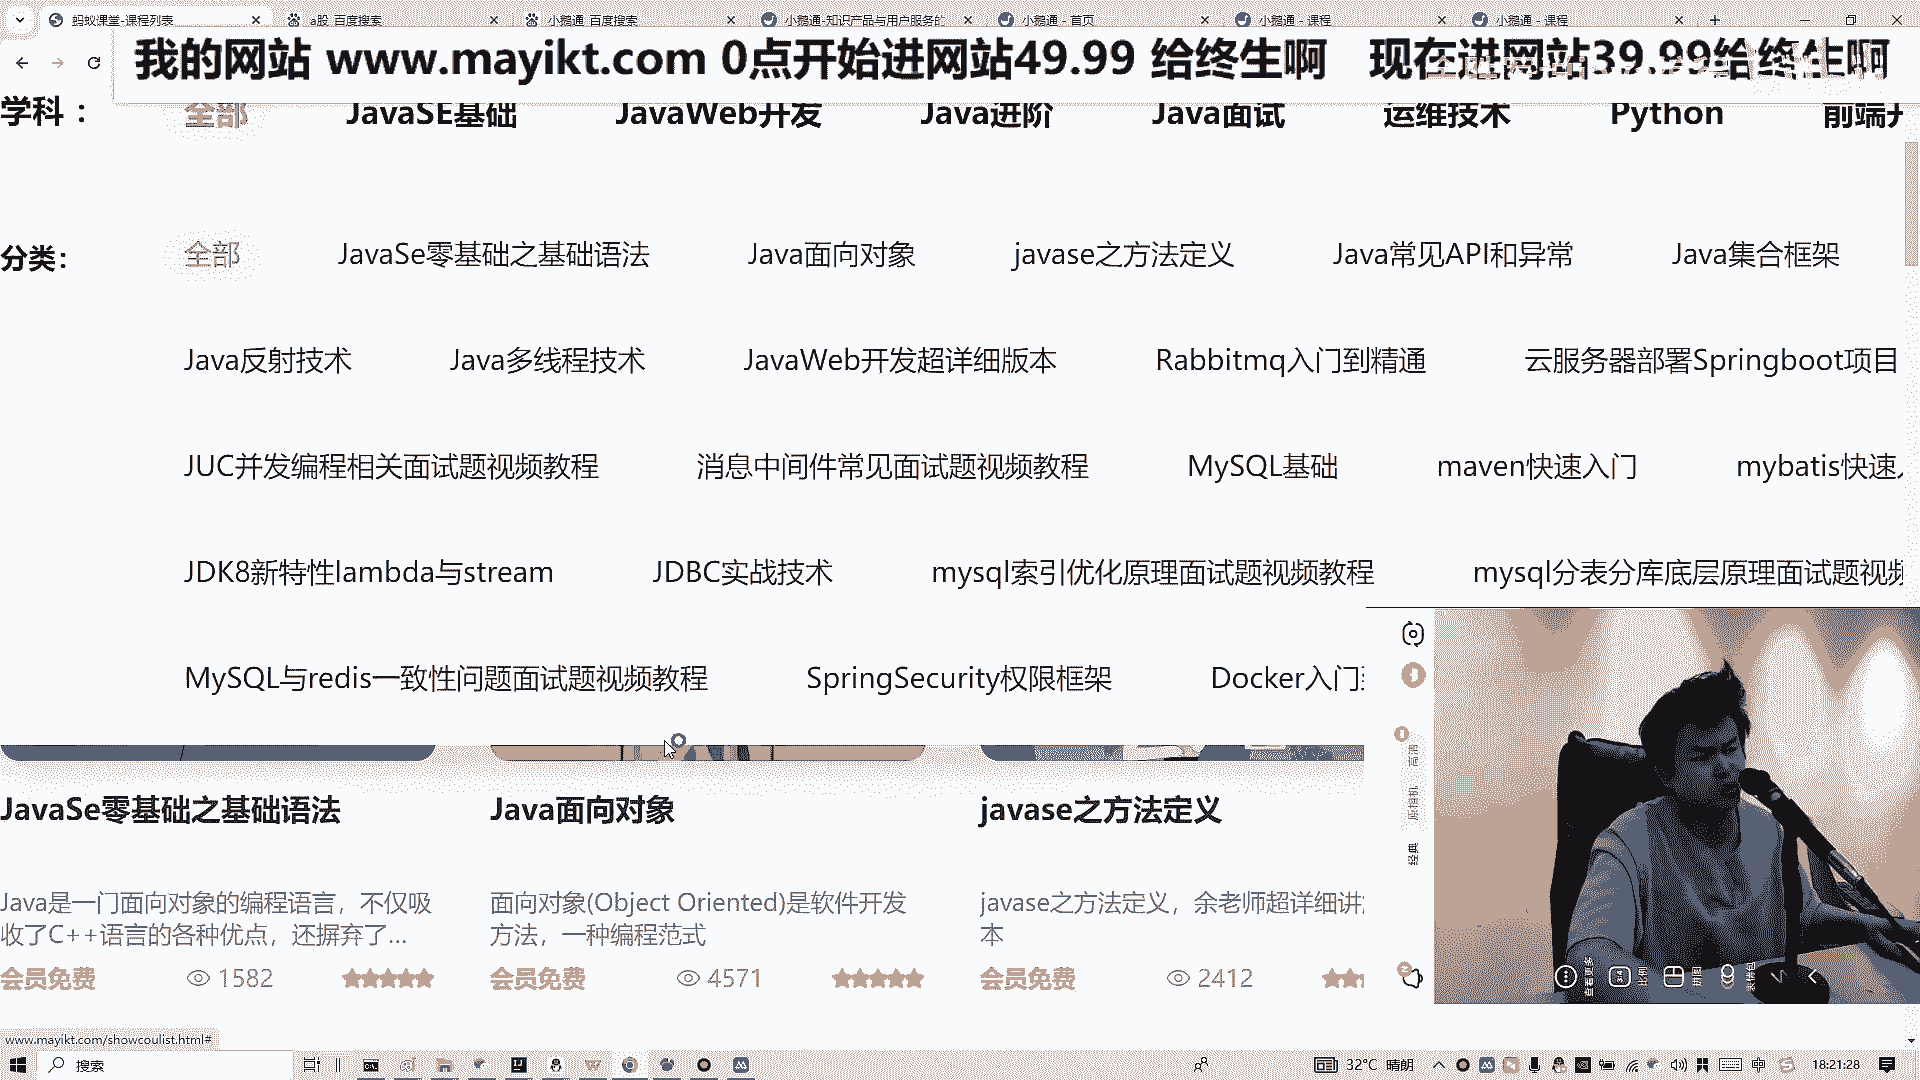 蚂蚁课堂-课程列表 a股_百度搜索 小鹅通_百度搜索 小鹅通-知识产品与用户服务的 小鹅通 - 首页 小鹅通 - 课程 小鹅通 - 课程
我的网站 www.mayikt.com 0点开始进网站49.99 给终生啊 现在进网站39.99给终生啊
学科： 全部 JavaSE基础 JavaWeb开发 Java进阶 Java面试 运维技术 Python 前端开
分类: 全部 JavaSe零基础之基础语法 Java面向对象 javase之方法定义 Java常见API和异常 Java集合框架
Java反射技术 Java多线程技术 JavaWeb开发超详细版本 Rabbitmq入门到精通 云服务器部署Springboot项目
JUC并发编程相关面试题视频教程 消息中间件常见面试题视频教程 MySQL基础 maven快速入门 mybatis快速
JDK8新特性lambda与stream JDBC实战技术 mysql索引优化原理面试题视频教程 mysql分表分库底层原理面试题视频
MySQL与redis一致性问题面试题视频教程 SpringSecurity权限框架 Docker入门
JavaSe零基础之基础语法 Java面向对象 javase之方法定义
Java是一门面向对象的编程语言，不仅吸 面向对象(Object Oriented)是软件开发 javase之方法定义，余老师超详细讲
收了C++语言的各种优点，还摒弃了... 方法，一种编程范式 本
会员免费 1582 会员免费 4571 会员免费 2412
高清
原相机
经典
查看更多 3:4 比例 拼图 表情包
www.mayikt.com/showcoulist.html#
搜索 32°C 晴朗 中 18:21:28